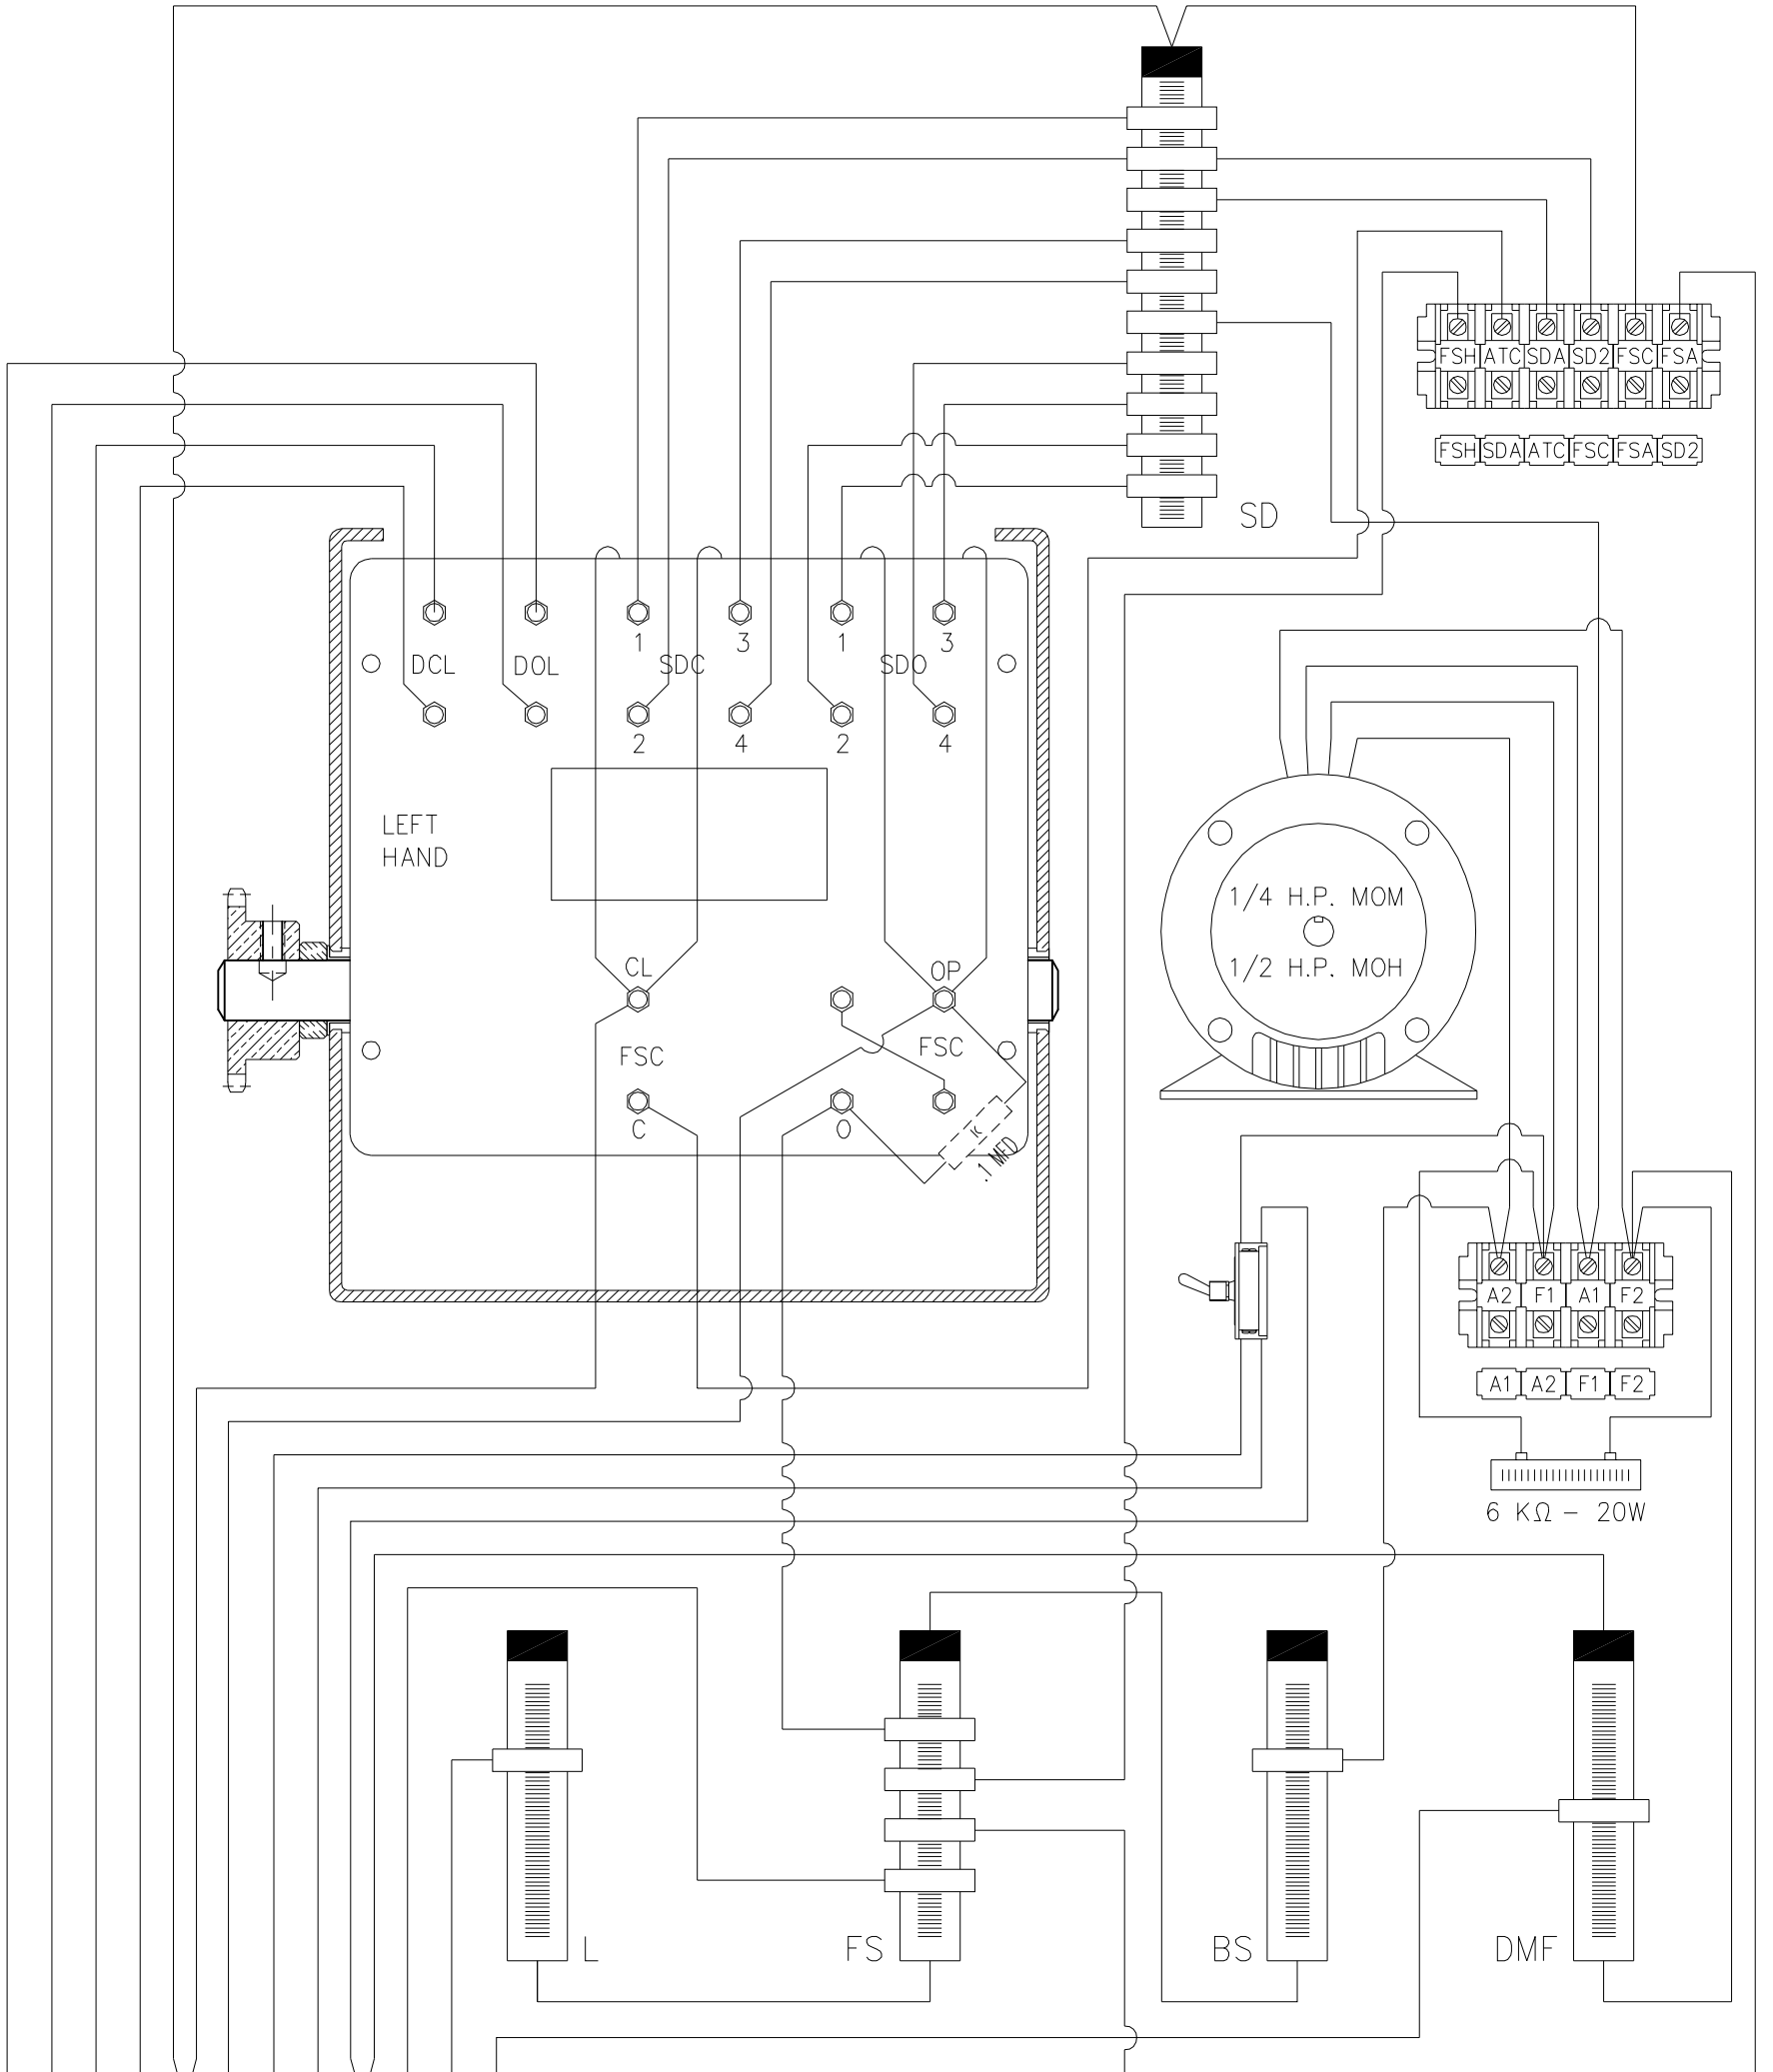 FSH ATC SDA SD2 FSC FSA
FSH SDA ATC FSC FSA SD2
SD
1 3 1 3
DCL DOL SDC SDO
2 4 2 4
LEFT
HAND
1/4 H.P. MOM
1/2 H.P. MOH
CL OP
FSC FSC
C O
.1 MFD
A2 F1 A1 F2
A1 A2 F1 F2
6 KΩ – 20W
L FS BS DMF